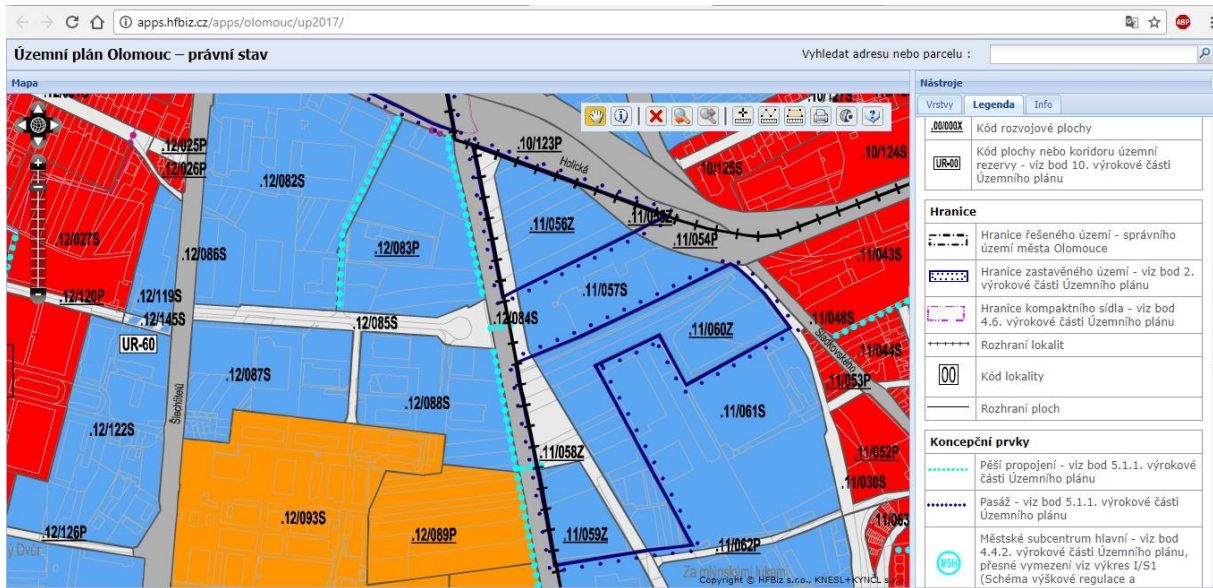 apps.hfbiz.cz/apps/olomouc/up2017/
Územní plán Olomouc – právní stav
Vyhledat adresu nebo parcelu :
Mapa
Nástroje
Vrstvy Legenda Info
.00/000X Kód rozvojové plochy
UR-00 Kód plochy nebo koridoru územní
rezervy - viz bod 10. výrokové části
Územního plánu
Hranice
Hranice řešeného území - správního
území města Olomouce
Hranice zastavěného území - viz bod 2.
výrokové části Územního plánu
Hranice kompaktního sídla - viz bod
4.6. výrokové části Územního plánu
Rozhraní lokalit
00 Kód lokality
Rozhraní ploch
Koncepční prvky
Pěší propojení - viz bod 5.1.1. výrokové
části Územního plánu
Pasáž - viz bod 5.1.1. výrokové části
Územního plánu
MSH Městské subcentrum hlavní - viz bod
4.4.2. výrokové části Územního plánu,
přesné vymezení viz výkres I/S1
(Schéma výškové regulace a
.12/025P
.12/026P
.12/082S
.10/123P
Holická
.10/125S
.10/124S
.12/027S
.12/086S
.12/083P
.11/056Z
.11/054P
.11/043S
.12/120P
.12/119S
.12/145S
.11/057S
.12/085S
.12/084S
.11/060Z
.11/048S
UR-60
Sladkovského
.11/044S
.12/087S
.11/053P
Šlechtitelů
.12/088S
.11/061S
.12/122S
.11/058Z
.11/052P
.11/030S
.12/093S
.12/126P
.12/089P
.11/059Z
.11/062P
Dvůr
Za mlýnskými lukami
Copyright © HFBiz s.r.o., KNESL+KYNČL s.r.o.